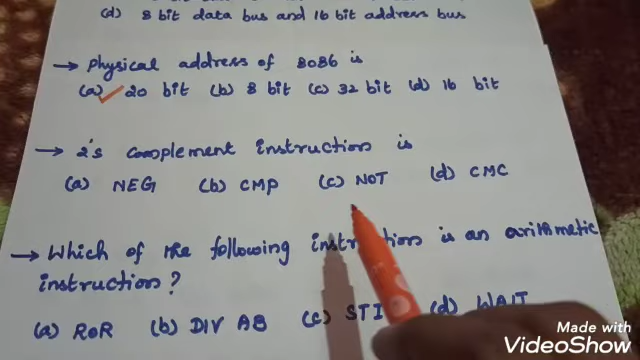 (d) 8 bit data bus and 16 bit address bus
→ Physical address of 8086 is
(a) ✓ 20 bit (b) 8 bit (c) 32 bit (d) 16 bit
→ 2's complement instruction is
(a) NEG (b) CMP (c) NOT (d) CMC
→ Which of the following instruction is an arithmetic
instruction?
(a) ROR (b) DIV AB (c) STI (d) WAIT
Made with
VideoShow